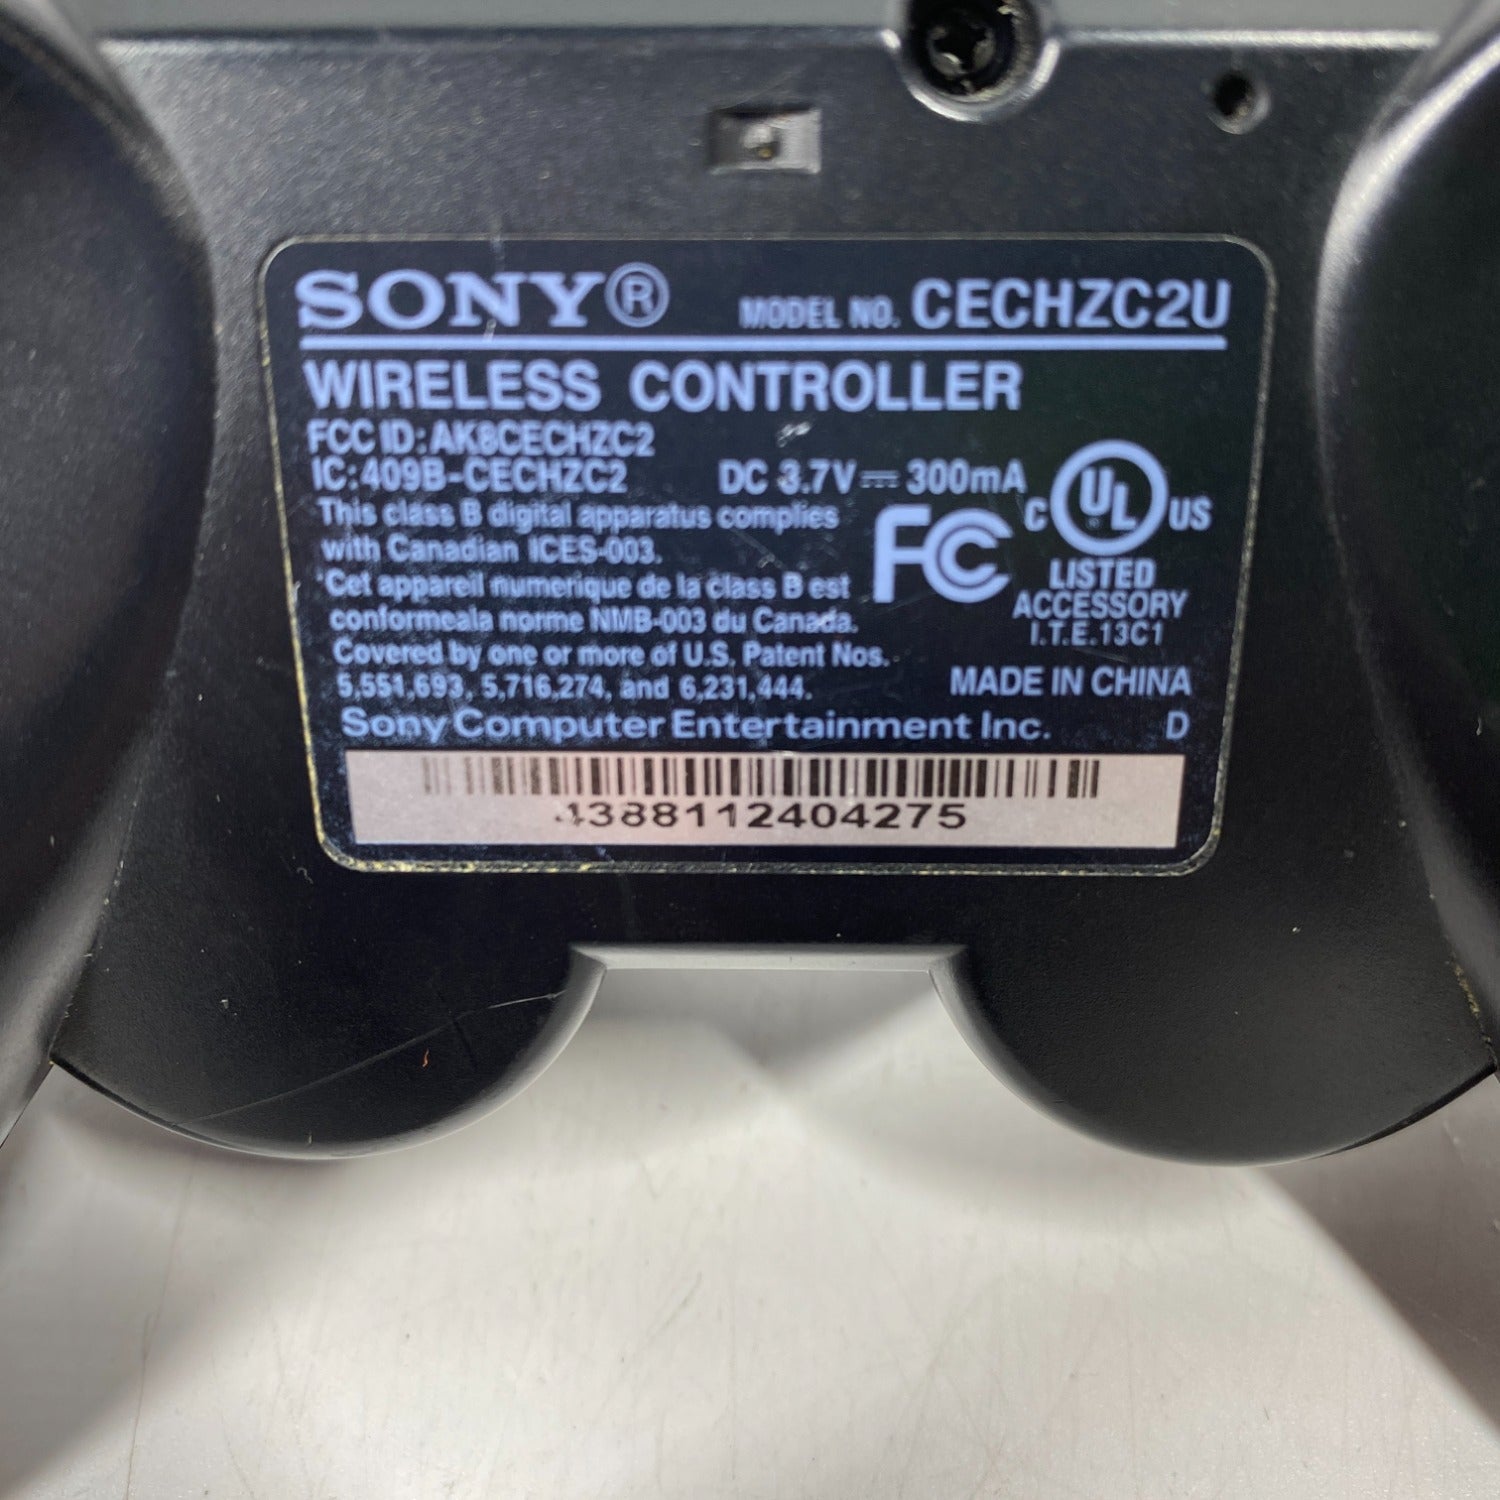 SONY®
MODEL NO. CECHZC2U
WIRELESS CONTROLLER
FCC ID: AK8CECHZC2
IC: 409B-CECHZC2
DC 3.7V ⎓ 300mA
This class B digital apparatus complies
with Canadian ICES-003.
Cet appareil numerique de la class B est
conformeala norme NMB-003 du Canada.
Covered by one or more of U.S. Patent Nos.
5,551,693, 5,716,274, and 6,231,444.
FC
C UL US
LISTED
ACCESSORY
I.T.E.13C1
MADE IN CHINA
Sony Computer Entertainment Inc.
D
4388112404275